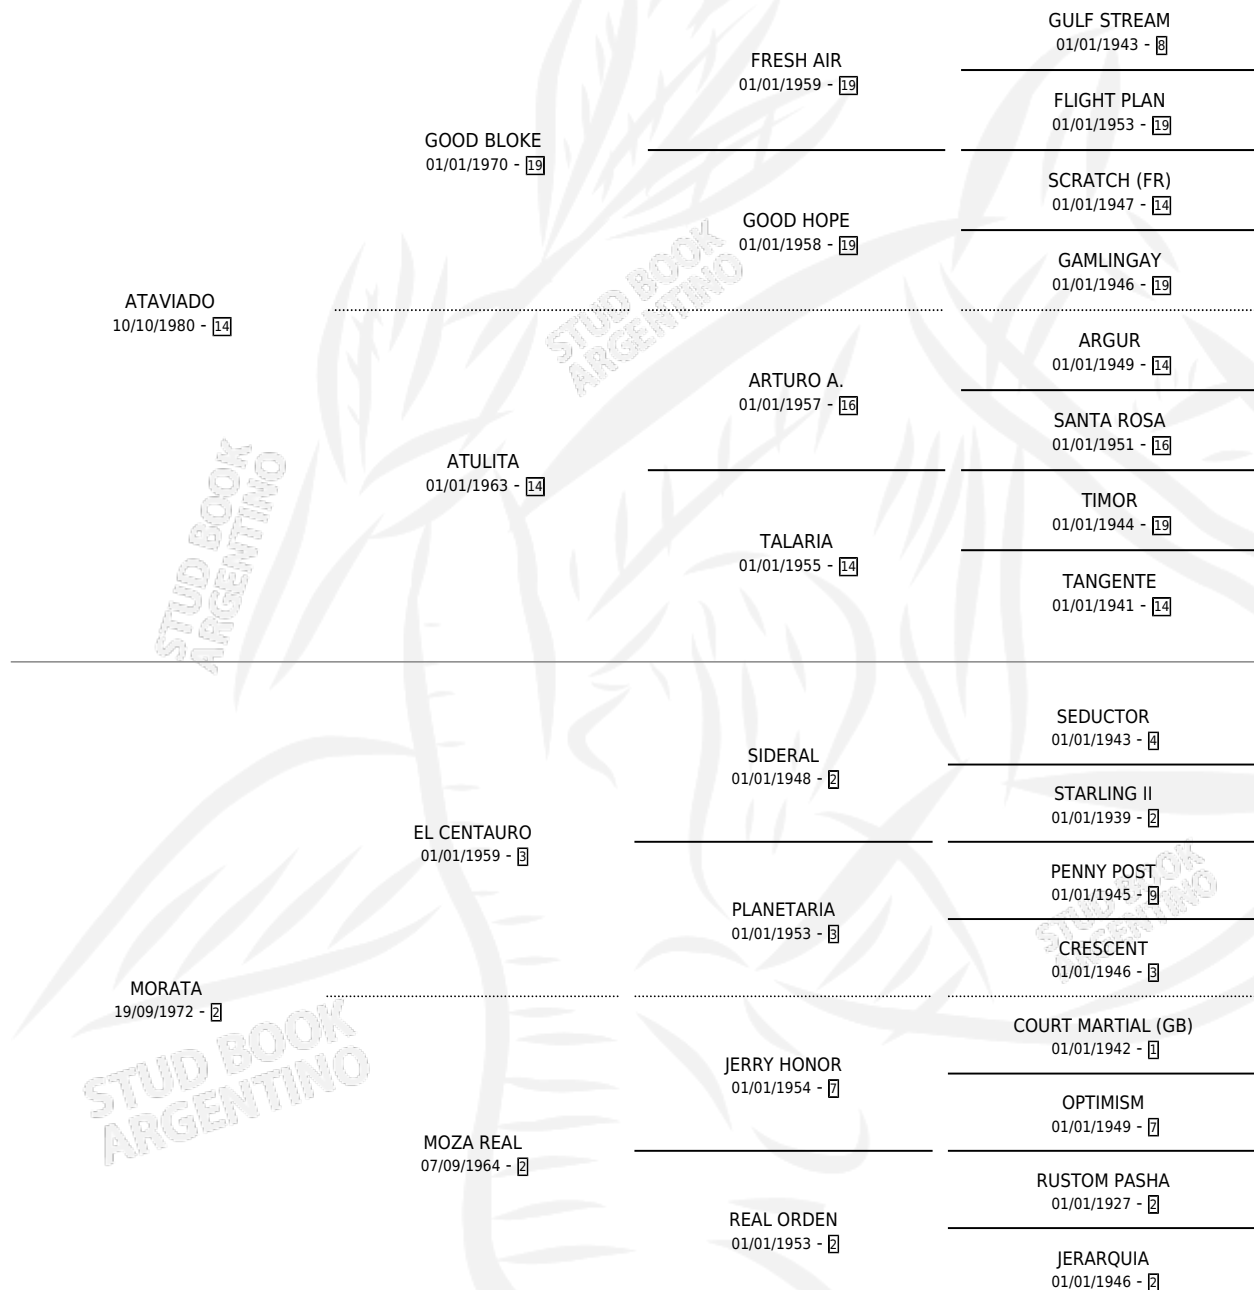 GULF STREAM
01/01/1943 - 8
FRESH AIR
01/01/1959 - 19
FLIGHT PLAN
01/01/1953 - 19
GOOD BLOKE
01/01/1970 - 19
SCRATCH (FR)
01/01/1947 - 14
GOOD HOPE
01/01/1958 - 19
GAMLINGAY
01/01/1946 - 19
ATAVIADO
10/10/1980 - 14
ARGUR
01/01/1949 - 14
ARTURO A.
01/01/1957 - 16
SANTA ROSA
01/01/1951 - 16
ATULITA
01/01/1963 - 14
TIMOR
01/01/1944 - 19
TALARIA
01/01/1955 - 14
TANGENTE
01/01/1941 - 14
SEDUCTOR
01/01/1943 - 4
SIDERAL
01/01/1948 - 2
STARLING II
01/01/1939 - 2
EL CENTAURO
01/01/1959 - 3
PENNY POST
01/01/1945 - 9
PLANETARIA
01/01/1953 - 3
CRESCENT
01/01/1946 - 3
MORATA
19/09/1972 - 2
COURT MARTIAL (GB)
01/01/1942 - 1
JERRY HONOR
01/01/1954 - 7
OPTIMISM
01/01/1949 - 7
MOZA REAL
07/09/1964 - 2
RUSTOM PASHA
01/01/1927 - 2
REAL ORDEN
01/01/1953 - 2
JERARQUIA
01/01/1946 - 2
STUD BOOK
ARGENTINO
STUD BOOK
ARGENTINO
STUD BOOK
ARGENTINO
STUD BOOK
ARGENTINO